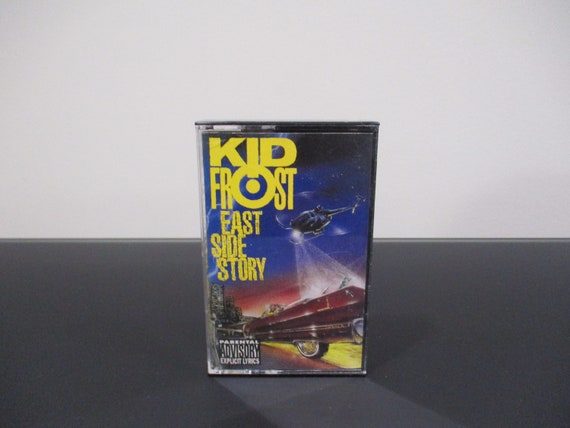 KID
FROST
EAST
SIDE
STORY
PARENTAL
ADVISORY
EXPLICIT LYRICS